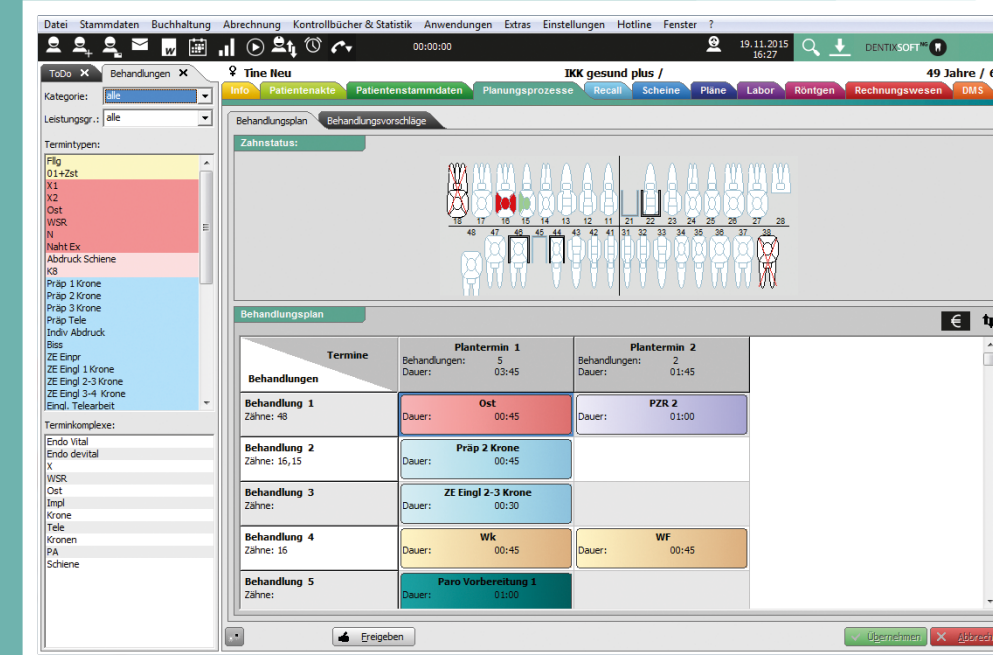 Datei Stammdaten Buchhaltung Abrechnung Kontrollbücher & Statistik Anwendungen Extras Einstellungen Hotline Fenster ?
00:00:00 19.11.2015 16:27 DENTIXSOFT NG
ToDo Behandlungen
Tine Neu IKK gesund plus / 49 Jahre /
Kategorie: alle
Info Patientenakte Patientenstammdaten Planungsprozesse Recall Scheine Pläne Labor Röntgen Rechnungswesen DMS
Leistungsgr.: alle
Behandlungsplan Behandlungsvorschläge
Termintypen:
Zahnstatus:
Fllg
01+Zst
X1
X2
Ost
WSR
N
Naht Ex
Abdruck Schiene
K8
Präp 1 Krone
Präp 2 Krone
Präp 3 Krone
Präp Tele
Indiv Abdruck
Biss
ZE Einpr
ZE Eingl 1 Krone
ZE Eingl 2-3 Krone
ZE Eingl 3-4 Krone
Eingl. Telearbeit
Terminkomplexe:
Endo Vital
Endo devital
X
WSR
Ost
Impl
Krone
Tele
Kronen
PA
Schiene
18 17 16 15 14 13 12 11 21 22 23 24 25 26 27 28
48 47 46 45 44 43 42 41 31 32 33 34 35 36 37 38
Behandlungsplan
€
Termine
Behandlungen
Plantermin 1
Behandlungen: 5
Dauer: 03:45
Plantermin 2
Behandlungen: 2
Dauer: 01:45
Behandlung 1
Zähne: 48
Ost
Dauer: 00:45
PZR 2
Dauer: 01:00
Behandlung 2
Zähne: 16,15
Präp 2 Krone
Dauer: 00:45
Behandlung 3
Zähne:
ZE Eingl 2-3 Krone
Dauer: 00:30
Behandlung 4
Zähne: 16
Wk
Dauer: 00:45
WF
Dauer: 00:45
Behandlung 5
Zähne:
Paro Vorbereitung 1
Dauer: 01:00
Freigeben Übernehmen Abbrech